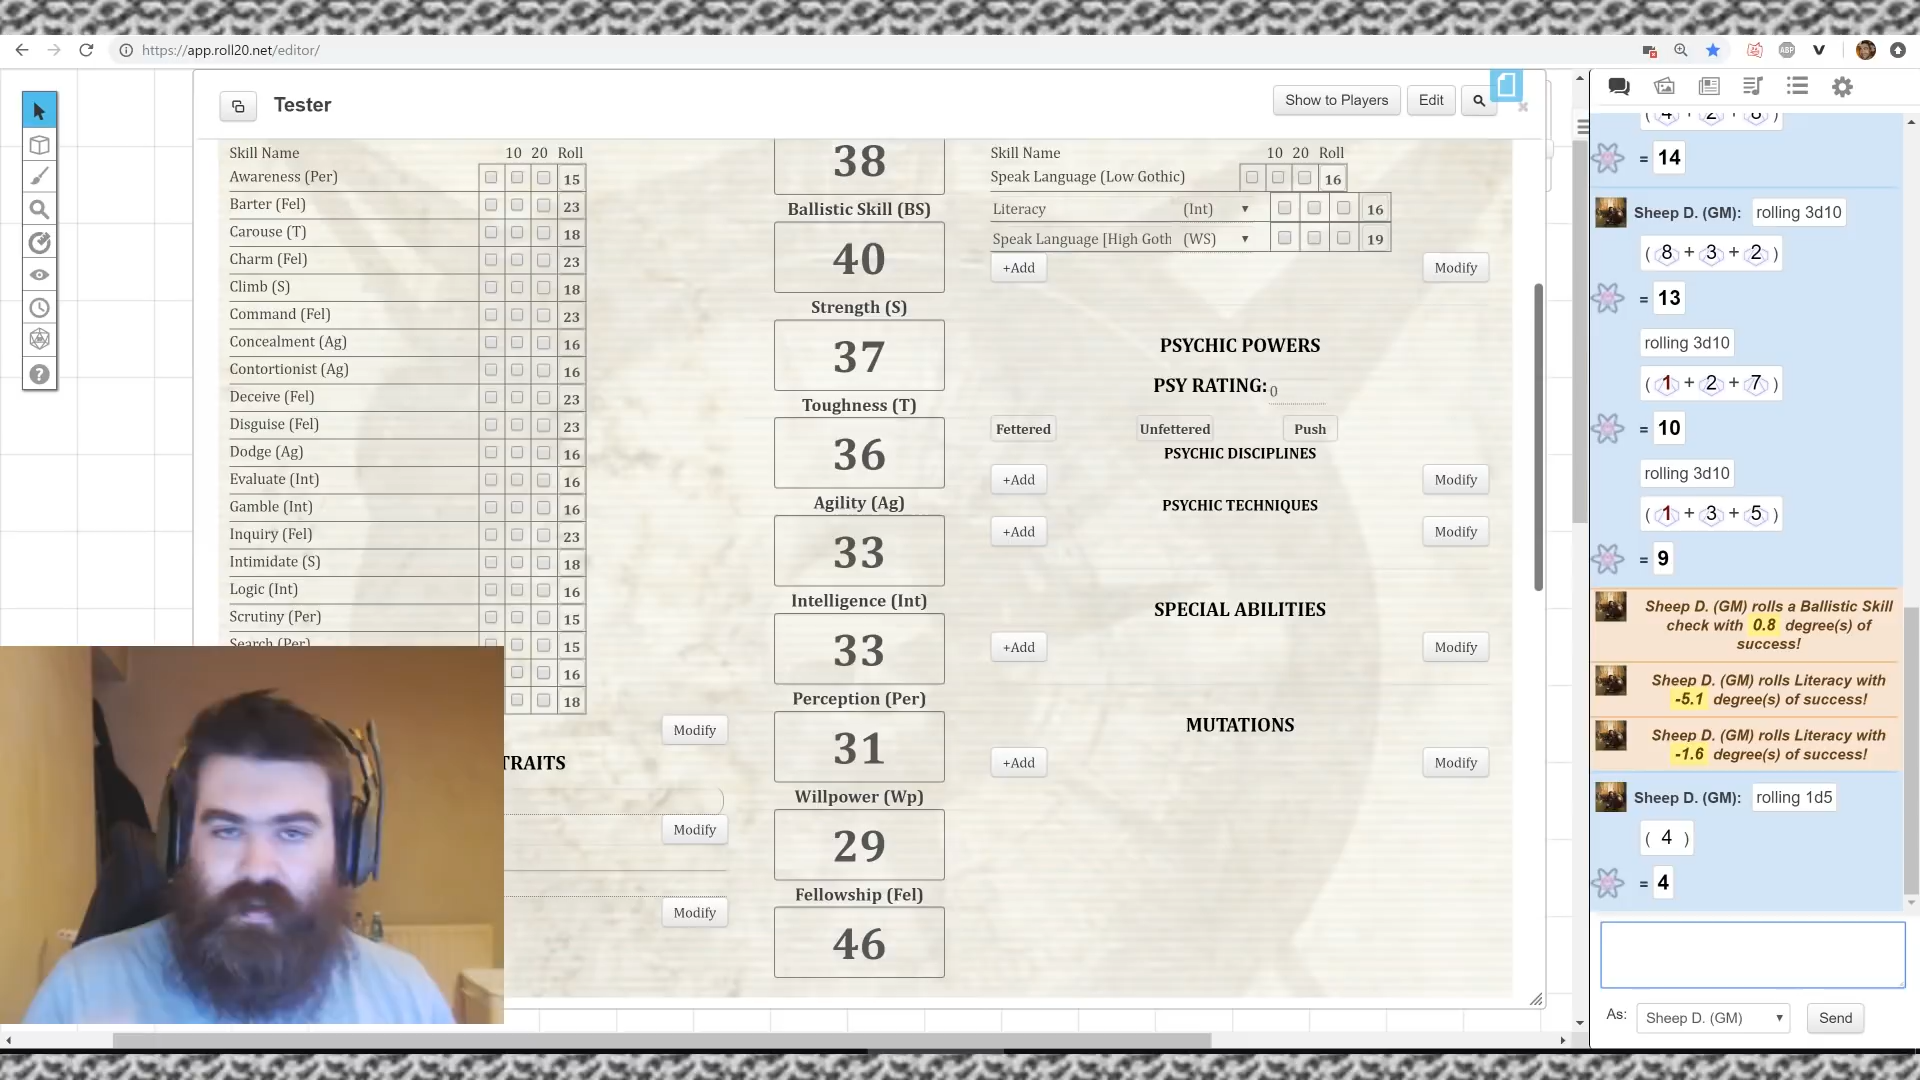 https://app.roll20.net/editor/
Tester
Show to Players
Edit
Skill Name 10 20 Roll
Awareness (Per) 15
Barter (Fel) 23
Carouse (T) 18
Charm (Fel) 23
Climb (S) 18
Command (Fel) 23
Concealment (Ag) 16
Contortionist (Ag) 16
Deceive (Fel) 23
Disguise (Fel) 23
Dodge (Ag) 16
Evaluate (Int) 16
Gamble (Int) 16
Inquiry (Fel) 23
Intimidate (S) 18
Logic (Int) 16
Scrutiny (Per) 15
Search (Per) 15
16
18
Modify
TRAITS
Modify
Modify
38
Ballistic Skill (BS)
40
Strength (S)
37
Toughness (T)
36
Agility (Ag)
33
Intelligence (Int)
33
Perception (Per)
31
Willpower (Wp)
29
Fellowship (Fel)
46
Skill Name 10 20 Roll
Speak Language (Low Gothic) 16
Literacy (Int) 16
Speak Language [High Goth (WS) 19
+Add Modify
PSYCHIC POWERS
PSY RATING: 0
Fettered Unfettered Push
PSYCHIC DISCIPLINES
+Add Modify
PSYCHIC TECHNIQUES
+Add Modify
SPECIAL ABILITIES
+Add Modify
MUTATIONS
+Add Modify
= 14
Sheep D. (GM): rolling 3d10
( 8 + 3 + 2 )
= 13
rolling 3d10
( 1 + 2 + 7 )
= 10
rolling 3d10
( 1 + 3 + 5 )
= 9
Sheep D. (GM) rolls a Ballistic Skill
check with 0.8 degree(s) of
success!
Sheep D. (GM) rolls Literacy with
-5.1 degree(s) of success!
Sheep D. (GM) rolls Literacy with
-1.6 degree(s) of success!
Sheep D. (GM): rolling 1d5
( 4 )
= 4
As: Sheep D. (GM) Send